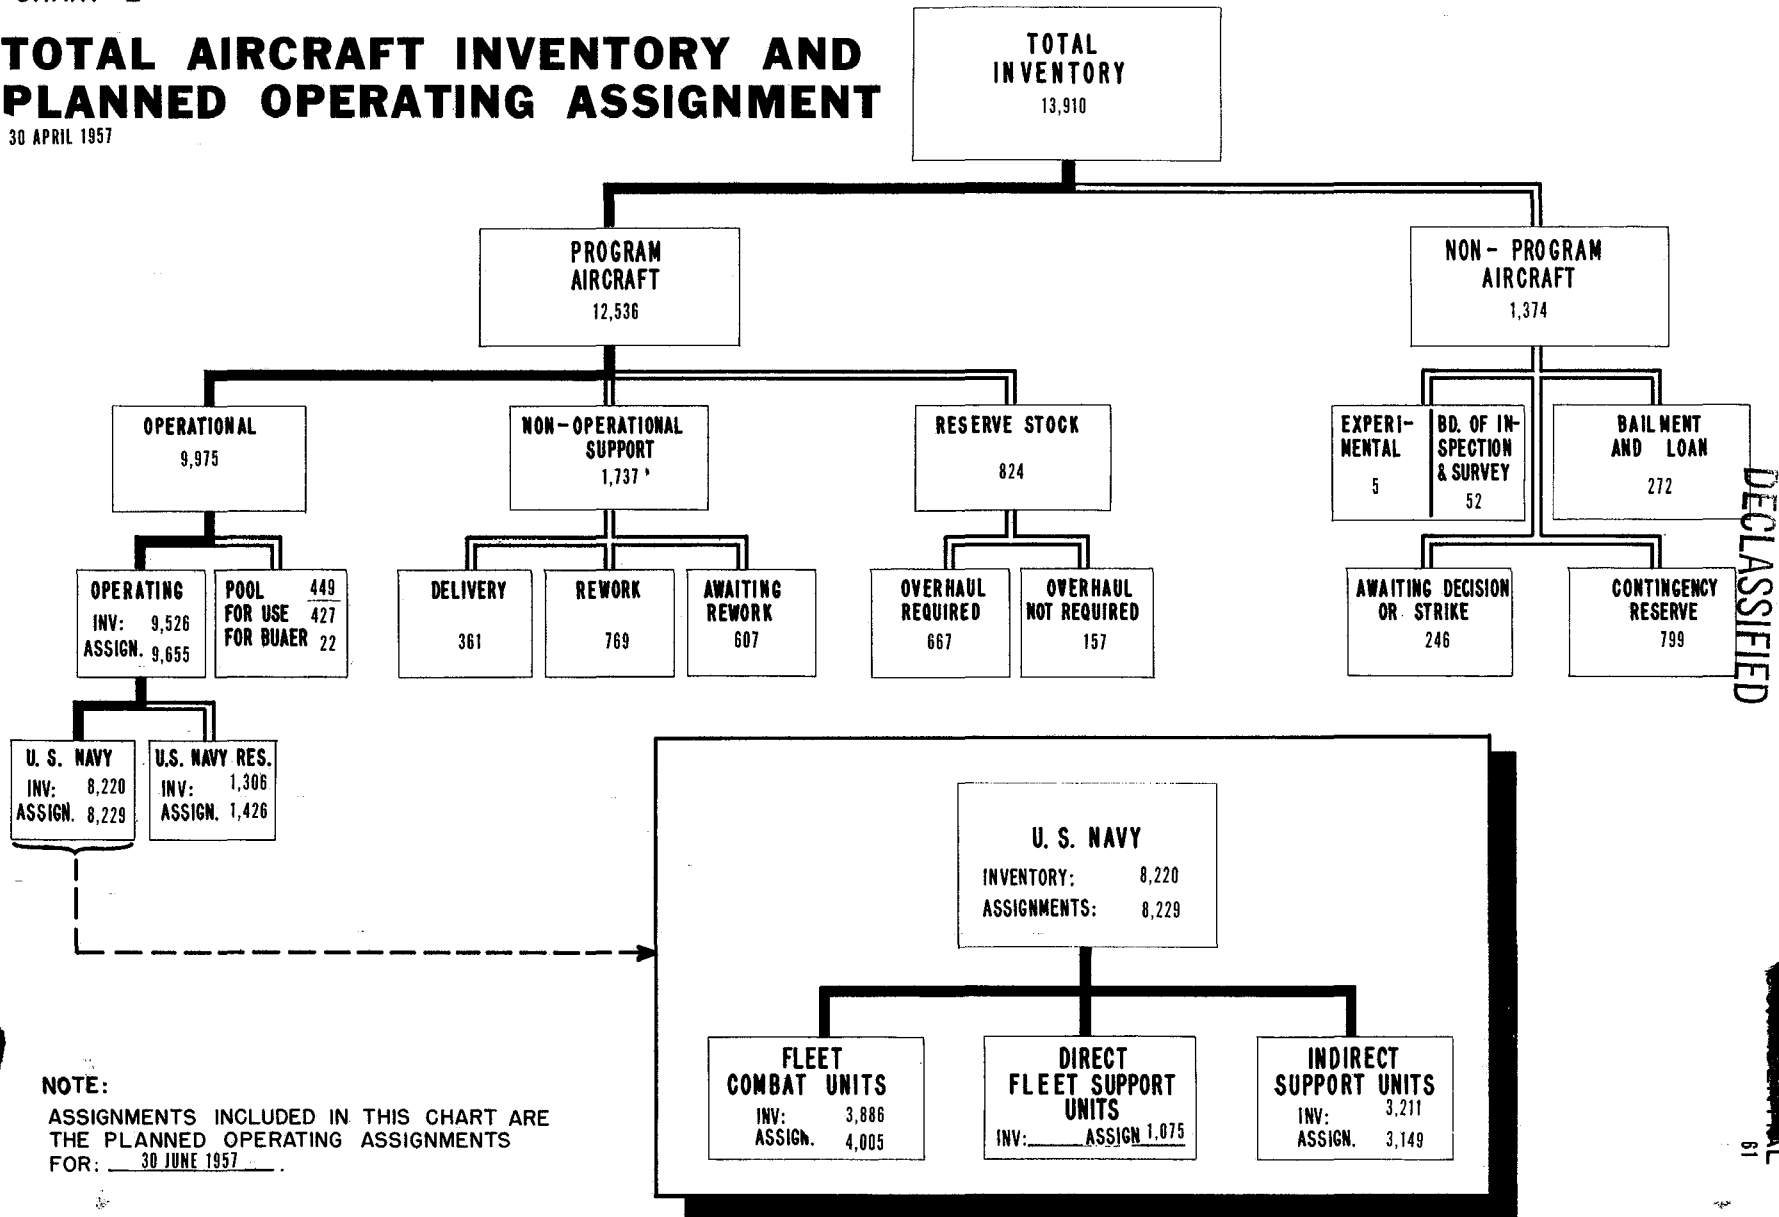 TOTAL AIRCRAFT INVENTORY AND
PLANNED OPERATING ASSIGNMENT
30 APRIL 1957
TOTAL
INVENTORY
13,910
PROGRAM
AIRCRAFT
12,536
NON- PROGRAM
AIRCRAFT
1,374
OPERATIONAL
9,975
NON-OPERATIONAL
SUPPORT
1,737
RESERVE STOCK
824
EXPERI-
MENTAL
5
BD. OF IN-
SPECTION
& SURVEY
52
BAILMENT
AND LOAN
272
OPERATING
INV: 9,526
ASSIGN. 9,655
POOL 449
FOR USE 427
FOR BUAER 22
DELIVERY
361
REWORK
769
AWAITING
REWORK
607
OVERHAUL
REQUIRED
667
OVERHAUL
NOT REQUIRED
157
AWAITING DECISION
OR STRIKE
246
CONTINGENCY
RESERVE
799
DECLASSIFIED
U. S. NAVY
INV: 8,220
ASSIGN. 8,229
U.S. NAVY RES.
INV: 1,306
ASSIGN. 1,426
U. S. NAVY
INVENTORY: 8,220
ASSIGNMENTS: 8,229
FLEET
COMBAT UNITS
INV: 3,886
ASSIGN. 4,005
DIRECT
FLEET SUPPORT
UNITS
INV: ASSIGN 1,075
INDIRECT
SUPPORT UNITS
INV: 3,211
ASSIGN. 3,149
NOTE:
ASSIGNMENTS INCLUDED IN THIS CHART ARE
THE PLANNED OPERATING ASSIGNMENTS
FOR: 30 JUNE 1957 .
61